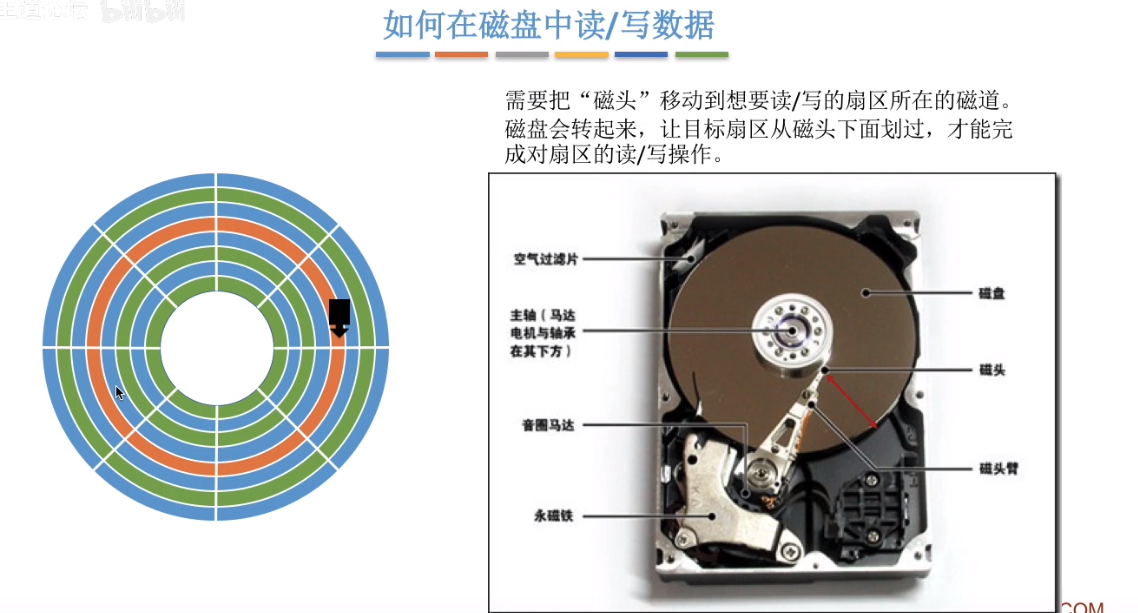 bilibili
如何在磁盘中读/写数据
需要把“磁头”移动到想要读/写的扇区所在的磁道。
磁盘会转起来，让目标扇区从磁头下面划过，才能完
成对扇区的读/写操作。
空气过滤片
磁盘
主轴（马达
电机与轴承
在其下方）
磁头
音圈马达
磁头臂
永磁铁
.COM